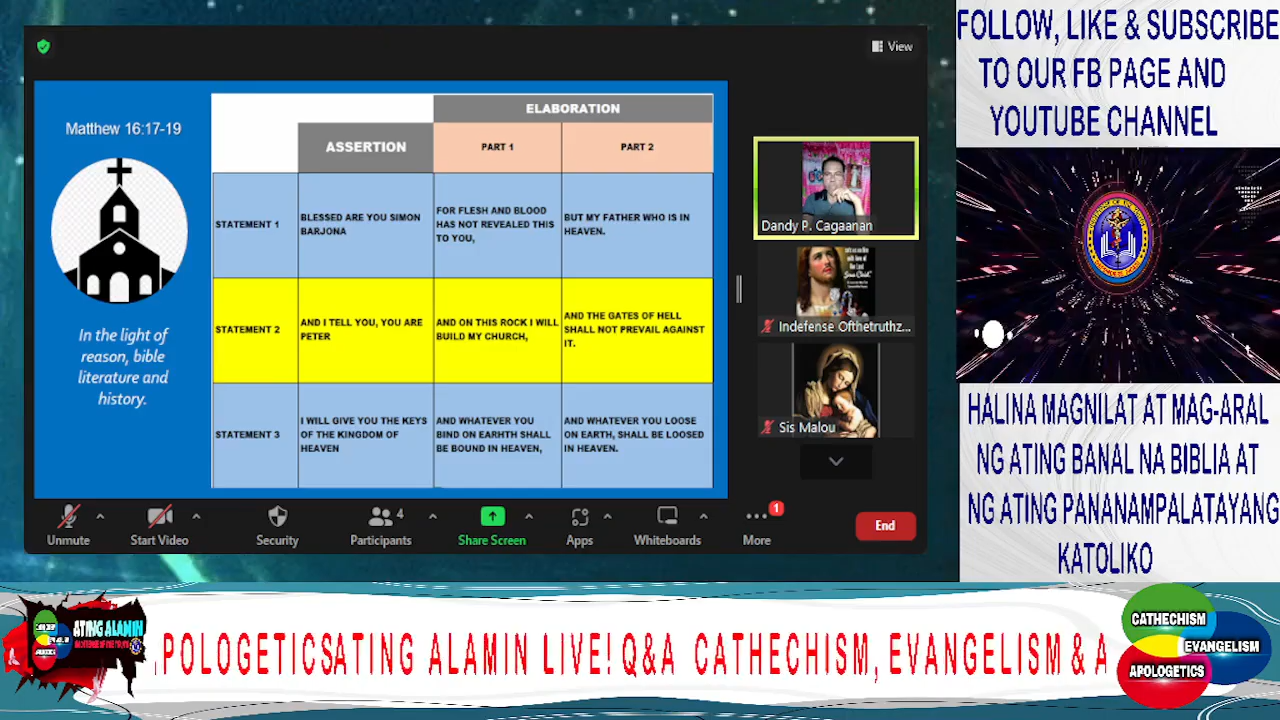 View
Matthew 16:17-19
In the light of
reason, bible
literature and
history.
ELABORATION
ASSERTION
PART 1
PART 2
STATEMENT 1
BLESSED ARE YOU SIMON
BARJONA
FOR FLESH AND BLOOD
HAS NOT REVEALED THIS
TO YOU,
BUT MY FATHER WHO IS IN
HEAVEN.
STATEMENT 2
AND I TELL YOU, YOU ARE
PETER
AND ON THIS ROCK I WILL
BUILD MY CHURCH,
AND THE GATES OF HELL
SHALL NOT PREVAIL AGAINST
IT.
STATEMENT 3
I WILL GIVE YOU THE KEYS
OF THE KINGDOM OF
HEAVEN
AND WHATEVER YOU
BIND ON EARHTH SHALL
BE BOUND IN HEAVEN,
AND WHATEVER YOU LOOSE
ON EARTH, SHALL BE LOOSED
IN HEAVEN.
Dandy P. Cagaanan
Indefense Ofthetruthz...
Sis Malou
Unmute
Start Video
Security
4
Participants
Share Screen
Apps
Whiteboards
1
More
End
FOLLOW, LIKE & SUBSCRIBE
TO OUR FB PAGE AND
YOUTUBE CHANNEL
HALINA MAGNILAT AT MAG-ARAL
NG ATING BANAL NA BIBLIA AT
NG ATING PANANAMPALATAYANG
KATOLIKO
ATING ALAMIN
.POLOGETICSATING ALAMIN LIVE! Q&A CATHECHISM, EVANGELISM & A
CATHECHISM
EVANGELISM
APOLOGETICS